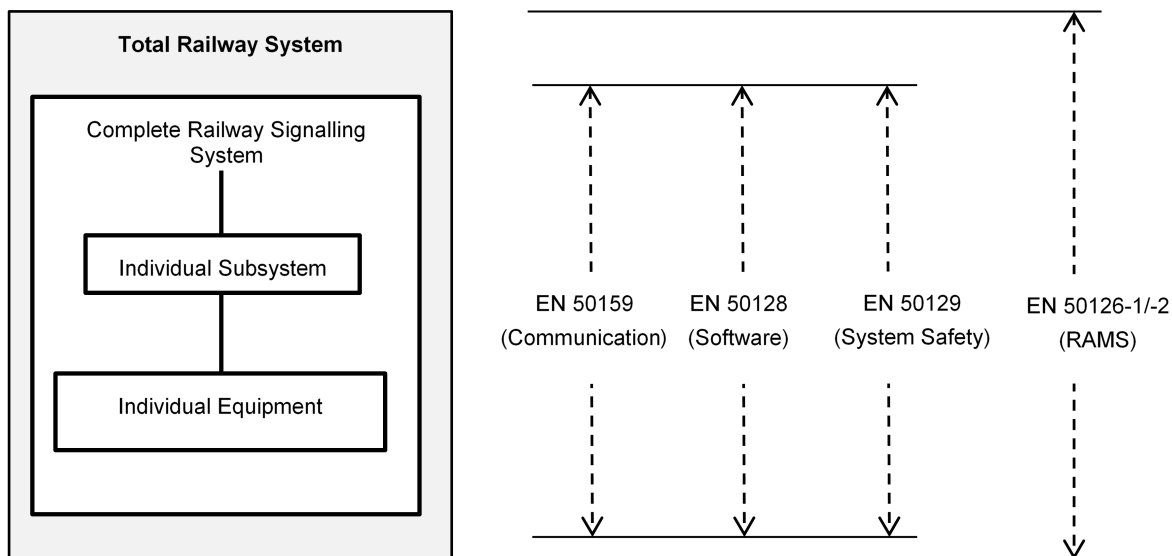 Total Railway System
Complete Railway Signalling
System
Individual Subsystem
Individual Equipment
EN 50159
(Communication)
EN 50128
(Software)
EN 50129
(System Safety)
EN 50126-1/-2
(RAMS)